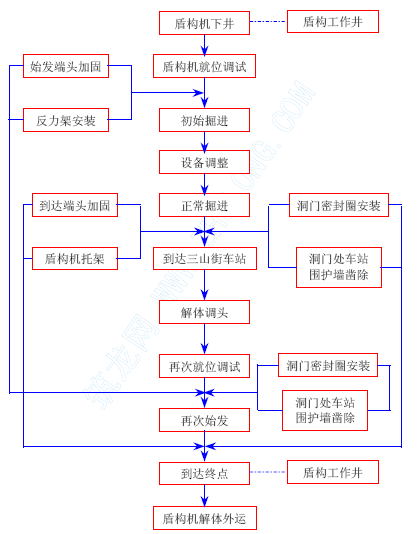 盾构机下井
盾构工作井
始发端头加固
盾构机就位调试
反力架安装
初始掘进
设备调整
到达端头加固
正常掘进
洞门密封圈安装
盾构机托架
到达三山街车站
洞门处车站
围护墙凿除
解体调头
再次就位调试
洞门密封圈安装
洞门处车站
围护墙凿除
再次始发
到达终点
盾构工作井
盾构机解体外运